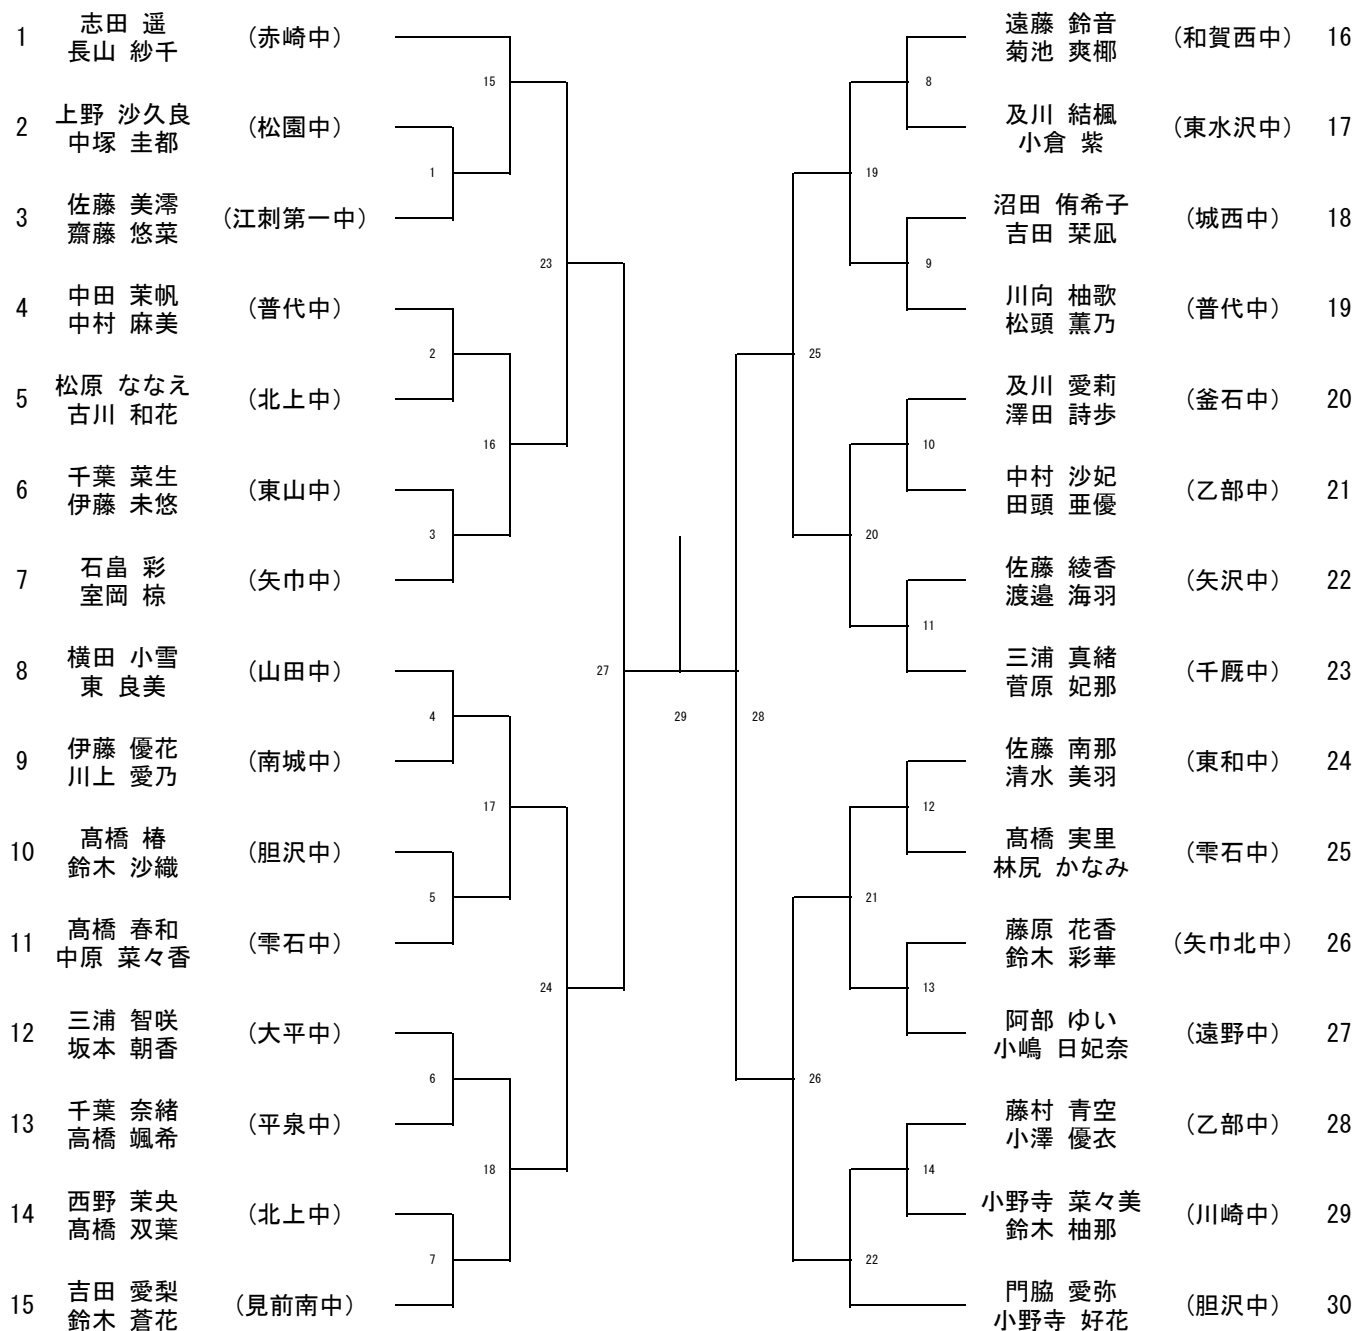 志田 遥
1 (赤崎中)
長山 紗千
15
上野 沙久良
2 (松園中)
中塚 圭都
1
佐藤 美澪
3 (江刺第一中)
齋藤 悠菜
23
中田 茉帆
4 (普代中)
中村 麻美
2
松原 ななえ
5 (北上中)
古川 和花
16
千葉 菜生
6 (東山中)
伊藤 未悠
3
石畠 彩
7 (矢巾中)
室岡 椋
27
横田 小雪
8 (山田中)
東 良美
4
伊藤 優花
9 (南城中)
川上 愛乃
17
髙橋 椿
10 (胆沢中)
鈴木 沙織
5
髙橋 春和
11 (雫石中)
中原 菜々香
24
三浦 智咲
12 (大平中)
坂本 朝香
6
千葉 奈緒
13 (平泉中)
高橋 颯希
18
西野 茉央
14 (北上中)
髙橋 双葉
7
吉田 愛梨
15 (見前南中)
鈴木 蒼花
29
28
遠藤 鈴音
(和賀西中) 16
菊池 爽椰
8
及川 結楓
(東水沢中) 17
小倉 紫
19
沼田 侑希子
(城西中) 18
吉田 栞凪
9
川向 柚歌
(普代中) 19
松頭 薫乃
25
及川 愛莉
(釜石中) 20
澤田 詩歩
10
中村 沙妃
(乙部中) 21
田頭 亜優
20
佐藤 綾香
(矢沢中) 22
渡邉 海羽
11
三浦 真緒
(千厩中) 23
菅原 妃那
佐藤 南那
(東和中) 24
清水 美羽
12
髙橋 実里
(雫石中) 25
林尻 かなみ
21
藤原 花香
(矢巾北中) 26
鈴木 彩華
13
阿部 ゆい
(遠野中) 27
小嶋 日妃奈
26
藤村 青空
(乙部中) 28
小澤 優衣
14
小野寺 菜々美
(川崎中) 29
鈴木 柚那
22
門脇 愛弥
(胆沢中) 30
小野寺 好花